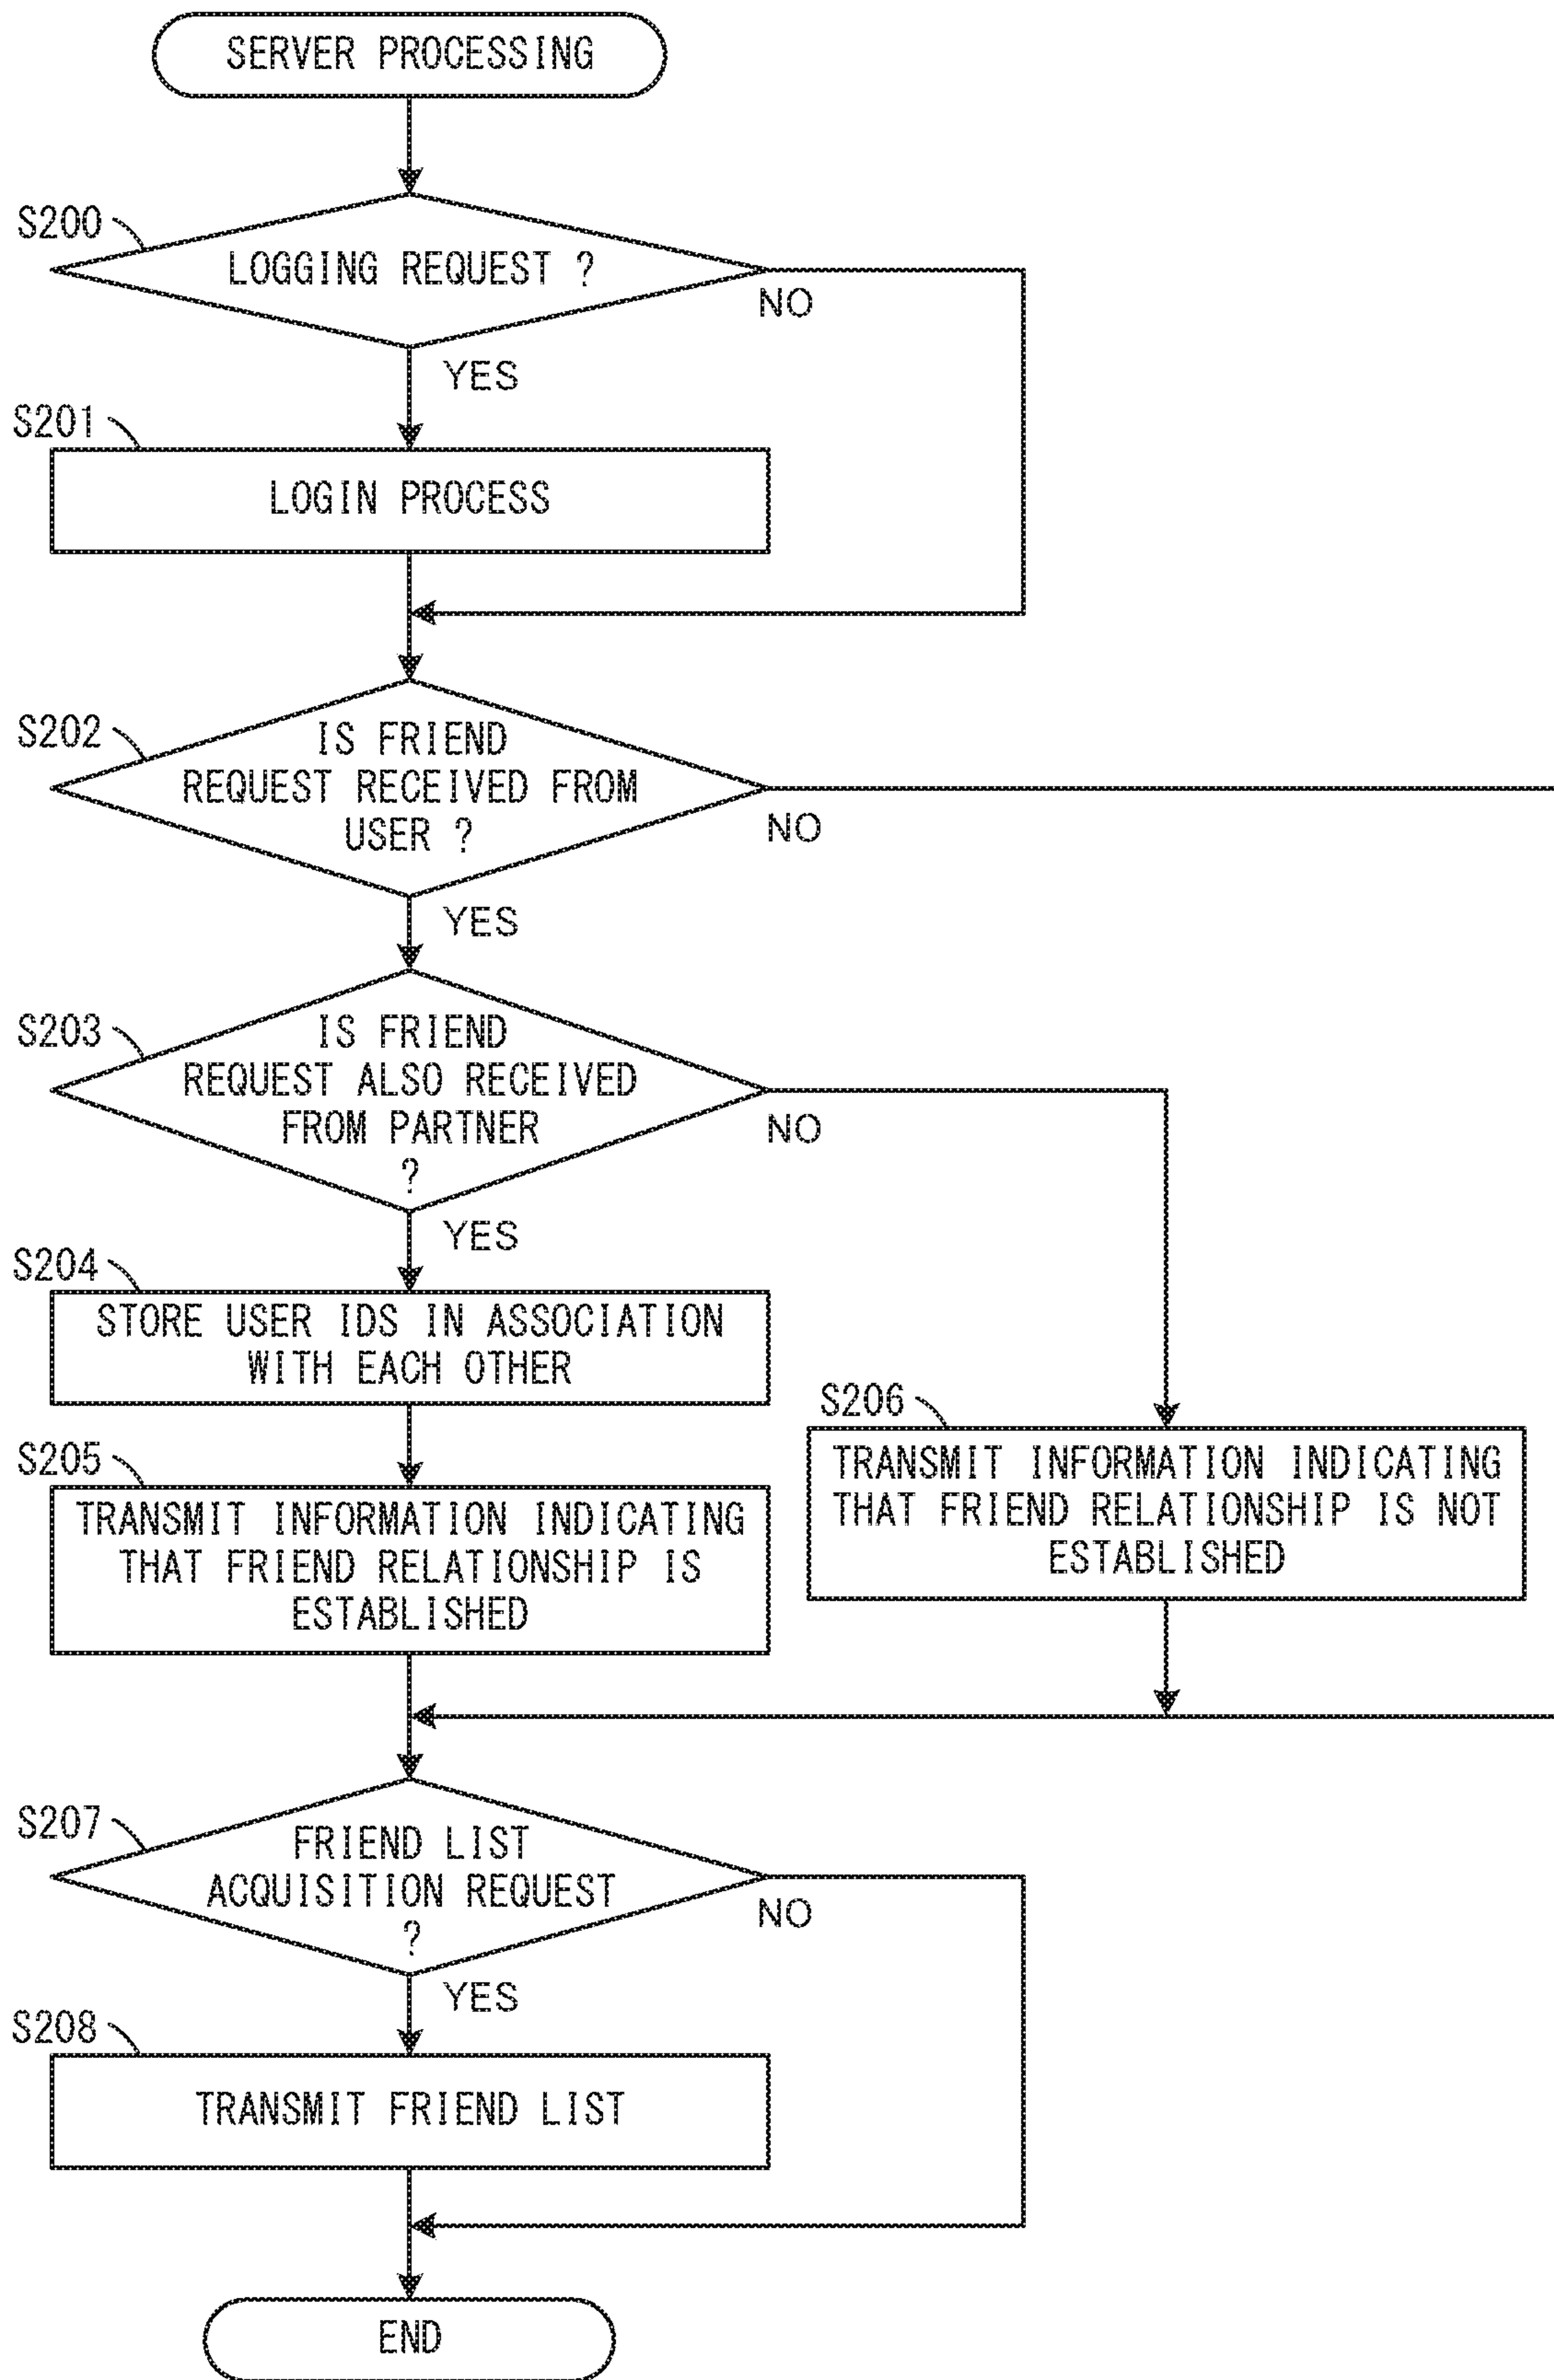 SERVER PROCESSING
S200
LOGGING REQUEST ?
NO
YES
S201
LOGIN PROCESS
S202
IS FRIEND
REQUEST RECEIVED FROM
USER ?
NO
YES
S203
IS FRIEND
REQUEST ALSO RECEIVED
FROM PARTNER
?
NO
YES
S204
STORE USER IDS IN ASSOCIATION
WITH EACH OTHER
S205
TRANSMIT INFORMATION INDICATING
THAT FRIEND RELATIONSHIP IS
ESTABLISHED
S206
TRANSMIT INFORMATION INDICATING
THAT FRIEND RELATIONSHIP IS NOT
ESTABLISHED
S207
FRIEND LIST
ACQUISITION REQUEST
?
NO
YES
S208
TRANSMIT FRIEND LIST
END